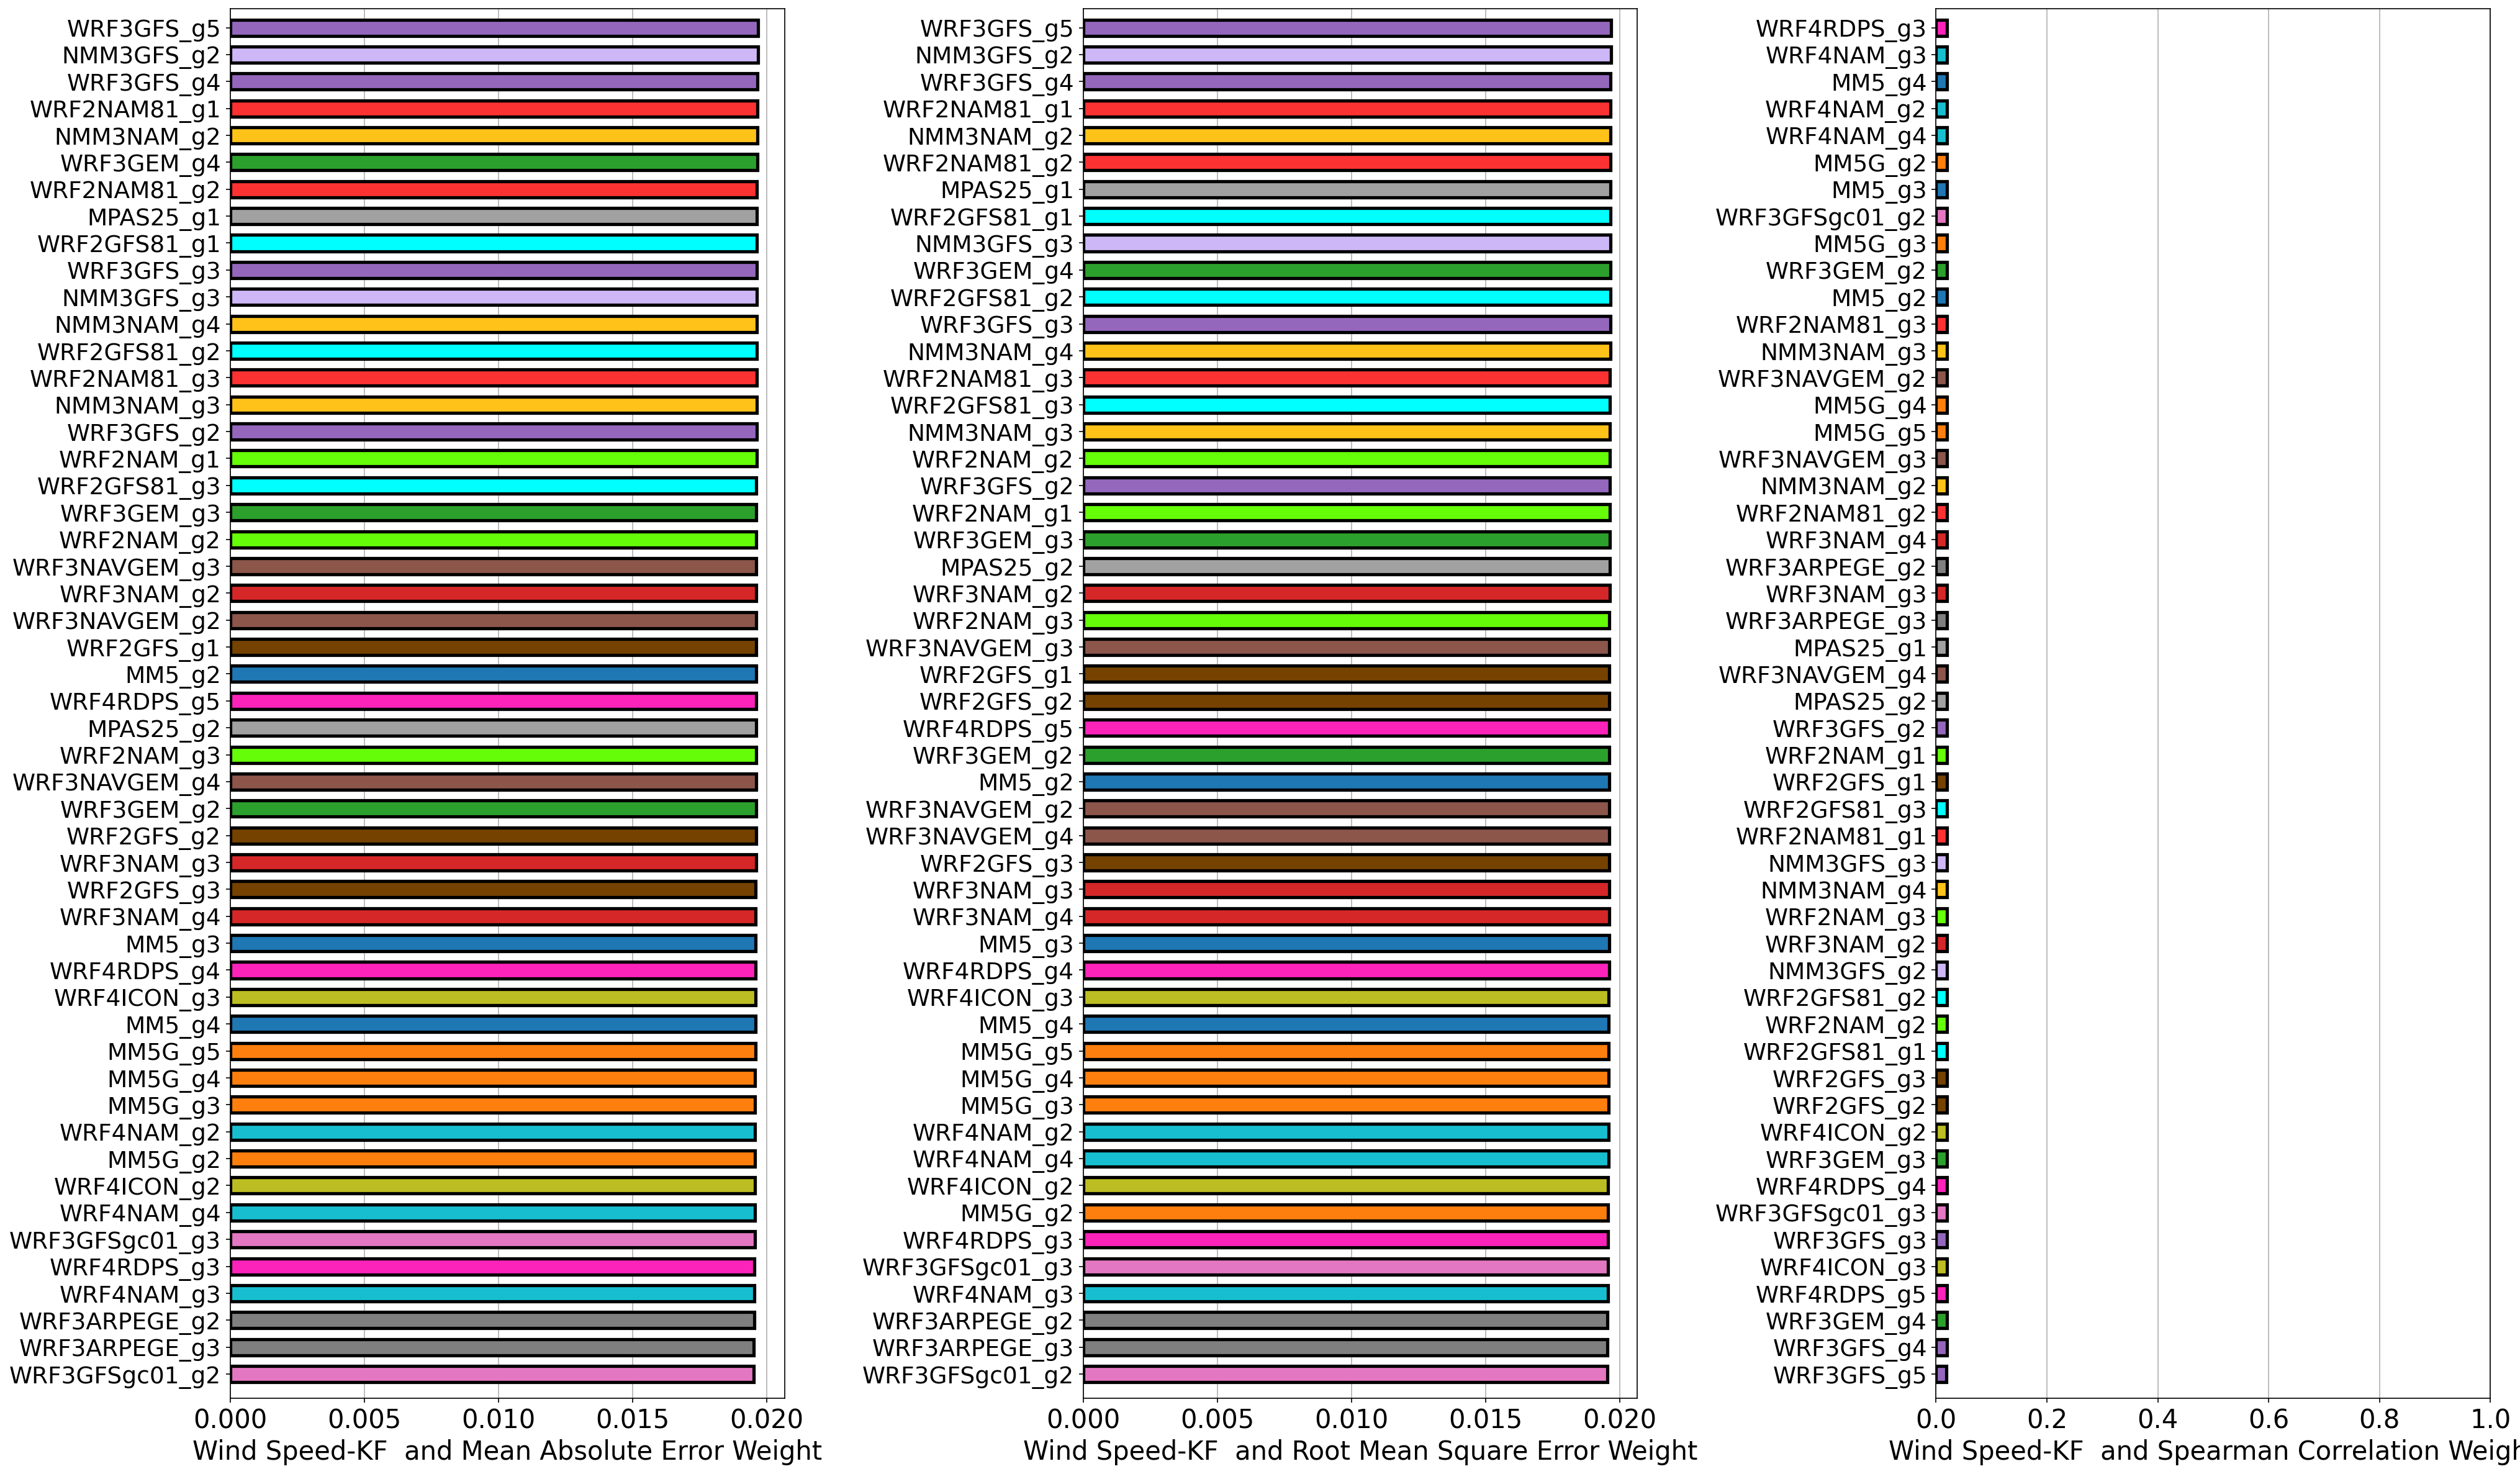 WRF3GFS_g5
NMM3GFS_g2
WRF3GFS_g4
WRF2NAM81_g1
NMM3NAM_g2
WRF3GEM_g4
WRF2NAM81_g2
MPAS25_g1
WRF2GFS81_g1
WRF3GFS_g3
NMM3GFS_g3
NMM3NAM_g4
WRF2GFS81_g2
WRF2NAM81_g3
NMM3NAM_g3
WRF3GFS_g2
WRF2NAM_g1
WRF2GFS81_g3
WRF3GEM_g3
WRF2NAM_g2
WRF3NAVGEM_g3
WRF3NAM_g2
WRF3NAVGEM_g2
WRF2GFS_g1
MM5_g2
WRF4RDPS_g5
MPAS25_g2
WRF2NAM_g3
WRF3NAVGEM_g4
WRF3GEM_g2
WRF2GFS_g2
WRF3NAM_g3
WRF2GFS_g3
WRF3NAM_g4
MM5_g3
WRF4RDPS_g4
WRF4ICON_g3
MM5_g4
MM5G_g5
MM5G_g4
MM5G_g3
WRF4NAM_g2
MM5G_g2
WRF4ICON_g2
WRF4NAM_g4
WRF3GFSgc01_g3
WRF4RDPS_g3
WRF4NAM_g3
WRF3ARPEGE_g2
WRF3ARPEGE_g3
WRF3GFSgc01_g2
0.000 0.005 0.010 0.015 0.020
Wind Speed-KF  and Mean Absolute Error Weight
WRF3GFS_g5
NMM3GFS_g2
WRF3GFS_g4
WRF2NAM81_g1
NMM3NAM_g2
WRF2NAM81_g2
MPAS25_g1
WRF2GFS81_g1
NMM3GFS_g3
WRF3GEM_g4
WRF2GFS81_g2
WRF3GFS_g3
NMM3NAM_g4
WRF2NAM81_g3
WRF2GFS81_g3
NMM3NAM_g3
WRF2NAM_g2
WRF3GFS_g2
WRF2NAM_g1
WRF3GEM_g3
MPAS25_g2
WRF3NAM_g2
WRF2NAM_g3
WRF3NAVGEM_g3
WRF2GFS_g1
WRF2GFS_g2
WRF4RDPS_g5
WRF3GEM_g2
MM5_g2
WRF3NAVGEM_g2
WRF3NAVGEM_g4
WRF2GFS_g3
WRF3NAM_g3
WRF3NAM_g4
MM5_g3
WRF4RDPS_g4
WRF4ICON_g3
MM5_g4
MM5G_g5
MM5G_g4
MM5G_g3
WRF4NAM_g2
WRF4NAM_g4
WRF4ICON_g2
MM5G_g2
WRF4RDPS_g3
WRF3GFSgc01_g3
WRF4NAM_g3
WRF3ARPEGE_g2
WRF3ARPEGE_g3
WRF3GFSgc01_g2
0.000 0.005 0.010 0.015 0.020
Wind Speed-KF  and Root Mean Square Error Weight
WRF4RDPS_g3
WRF4NAM_g3
MM5_g4
WRF4NAM_g2
WRF4NAM_g4
MM5G_g2
MM5_g3
WRF3GFSgc01_g2
MM5G_g3
WRF3GEM_g2
MM5_g2
WRF2NAM81_g3
NMM3NAM_g3
WRF3NAVGEM_g2
MM5G_g4
MM5G_g5
WRF3NAVGEM_g3
NMM3NAM_g2
WRF2NAM81_g2
WRF3NAM_g4
WRF3ARPEGE_g2
WRF3NAM_g3
WRF3ARPEGE_g3
MPAS25_g1
WRF3NAVGEM_g4
MPAS25_g2
WRF3GFS_g2
WRF2NAM_g1
WRF2GFS_g1
WRF2GFS81_g3
WRF2NAM81_g1
NMM3GFS_g3
NMM3NAM_g4
WRF2NAM_g3
WRF3NAM_g2
NMM3GFS_g2
WRF2GFS81_g2
WRF2NAM_g2
WRF2GFS81_g1
WRF2GFS_g3
WRF2GFS_g2
WRF4ICON_g2
WRF3GEM_g3
WRF4RDPS_g4
WRF3GFSgc01_g3
WRF3GFS_g3
WRF4ICON_g3
WRF4RDPS_g5
WRF3GEM_g4
WRF3GFS_g4
WRF3GFS_g5
0.0 0.2 0.4 0.6 0.8 1.0
Wind Speed-KF  and Spearman Correlation Weigh